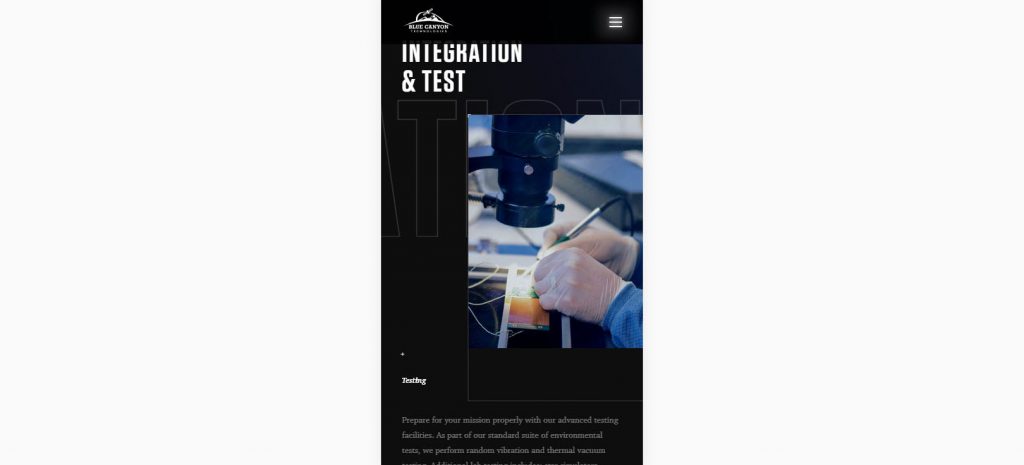 BLUE CANYON
TECHNOLOGIES
INTEGRATION
& TEST
ATION
Testing
Prepare for your mission properly with our advanced testing
facilities. As part of our standard suite of environmental
tests, we perform random vibration and thermal vacuum